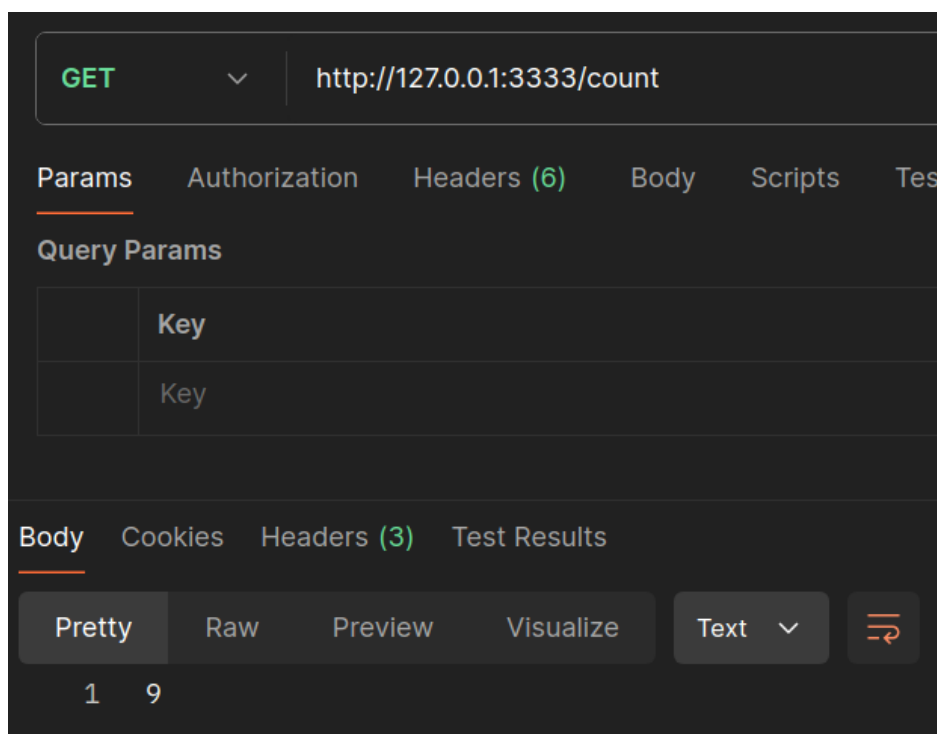 GET http://127.0.0.1:3333/count
Params Authorization Headers (6) Body Scripts Tes
Query Params
Key
Key
Body Cookies Headers (3) Test Results
Pretty Raw Preview Visualize Text
1 9